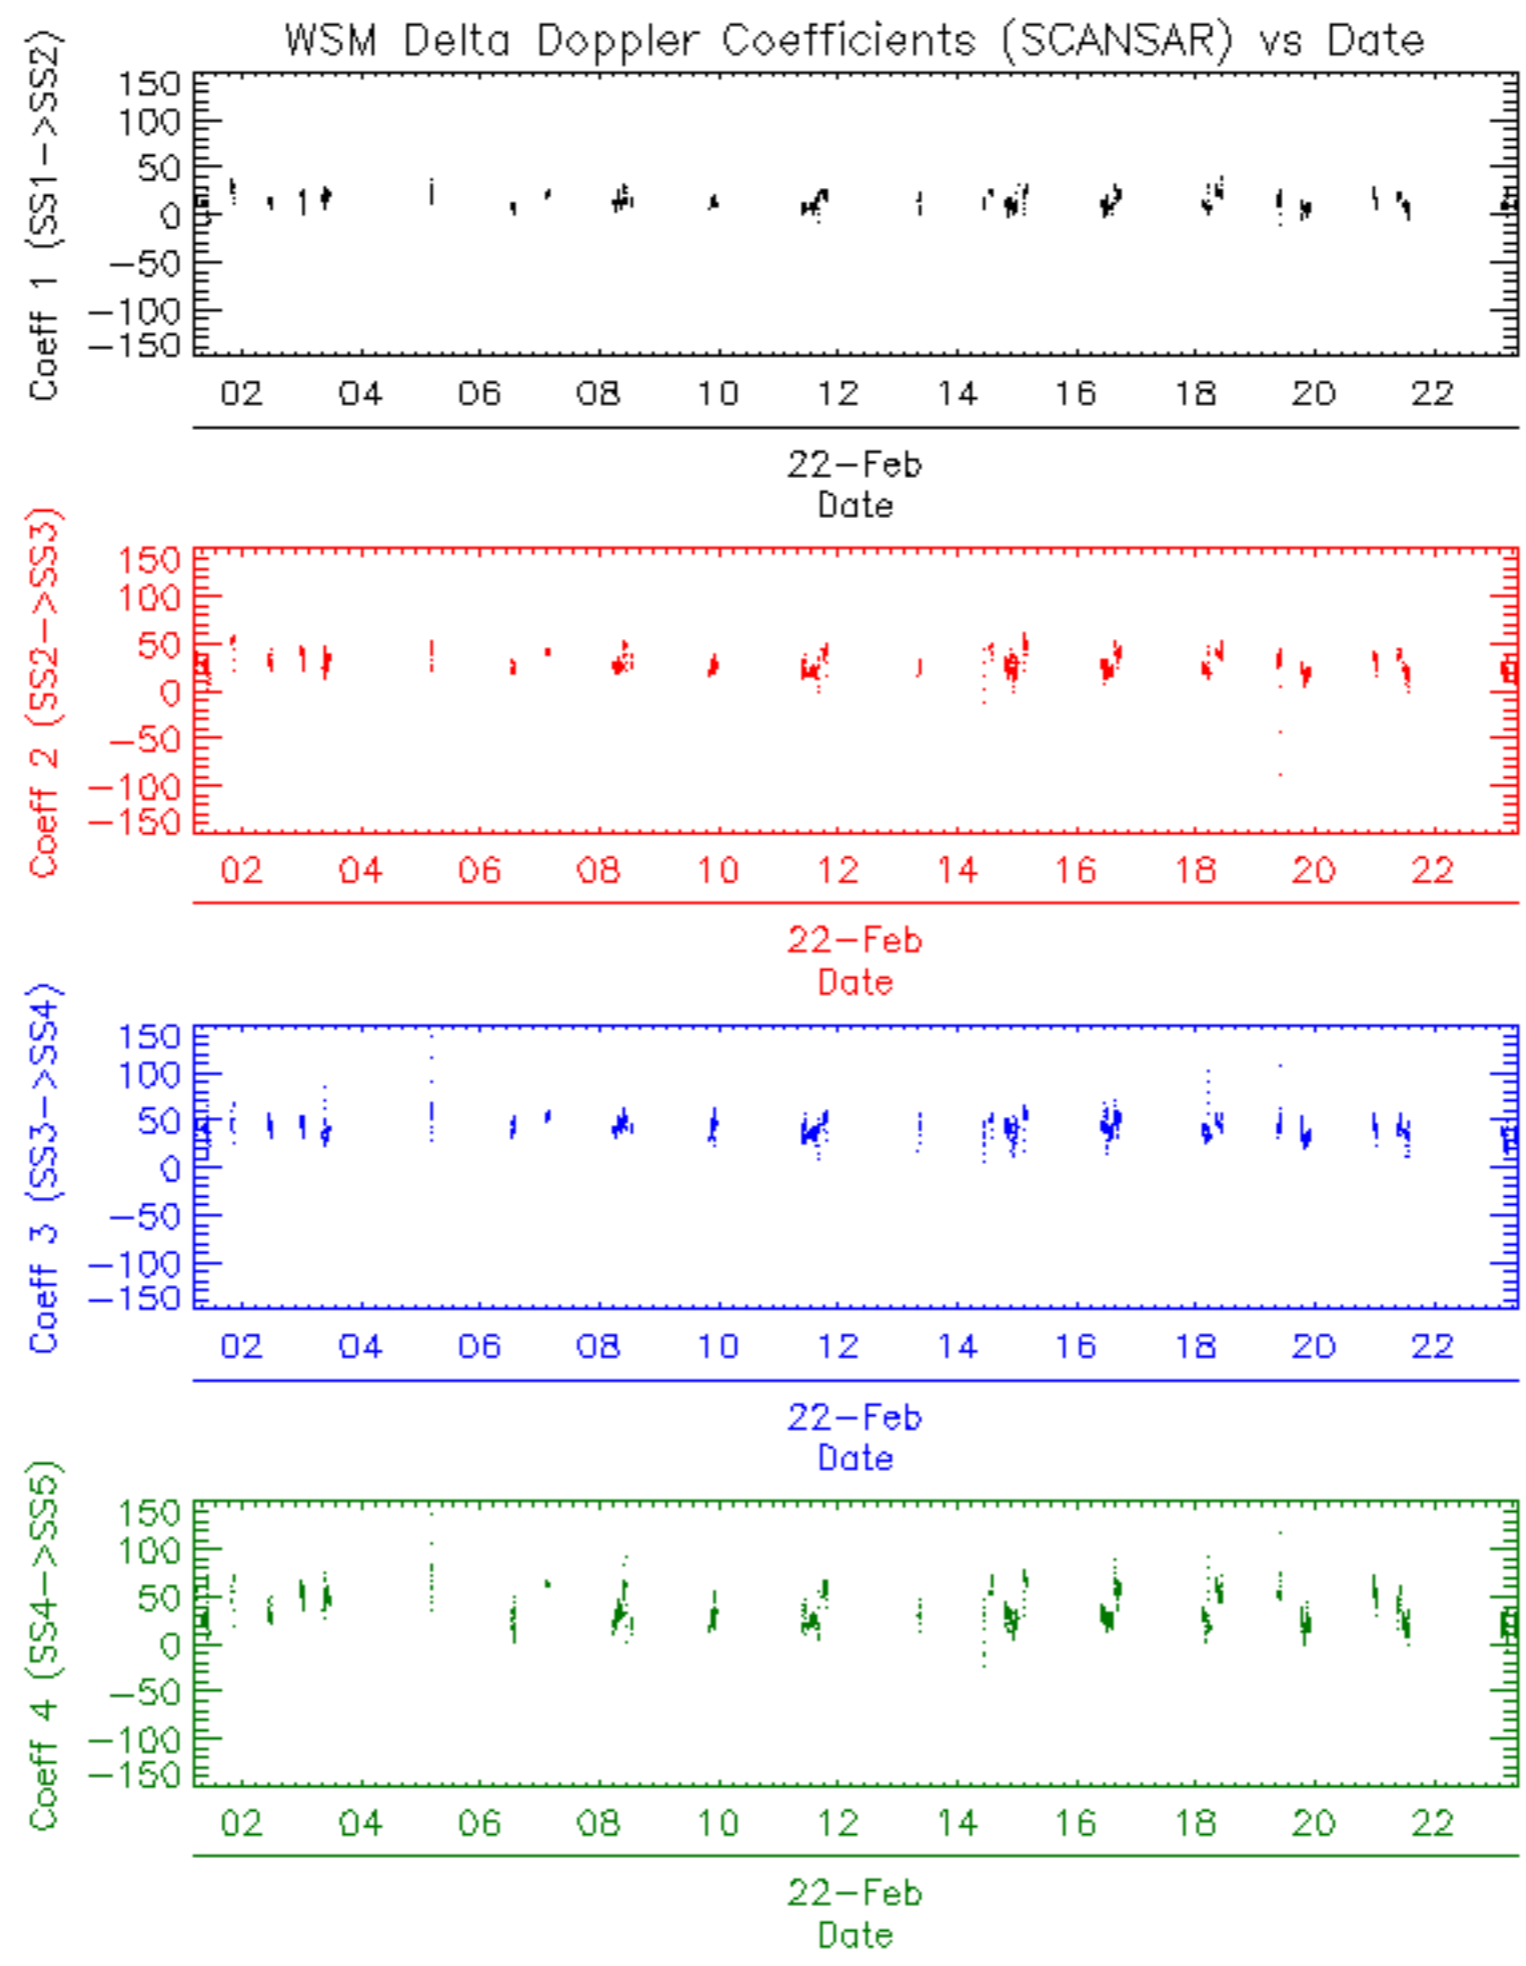 WSM Delta Doppler Coefficients (SCANSAR) vs Date
Coeff 1 (SS1->SS2)
150
100
50
0
-50
-100
-150
02 04 06 08 10 12 14 16 18 20 22
22-Feb
Date
Coeff 2 (SS2->SS3)
150
100
50
0
-50
-100
-150
02 04 06 08 10 12 14 16 18 20 22
22-Feb
Date
Coeff 3 (SS3->SS4)
150
100
50
0
-50
-100
-150
02 04 06 08 10 12 14 16 18 20 22
22-Feb
Date
Coeff 4 (SS4->SS5)
150
100
50
0
-50
-100
-150
02 04 06 08 10 12 14 16 18 20 22
22-Feb
Date